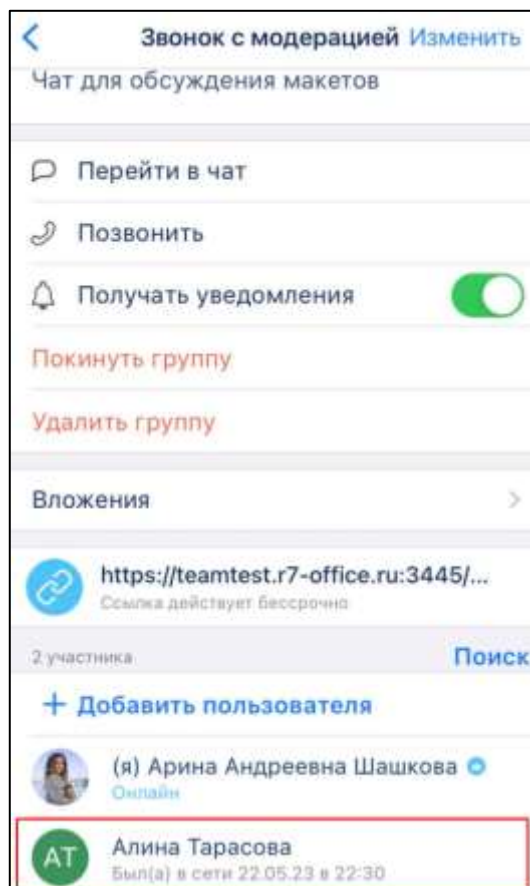 Звонок с модерацией Изменить
Чат для обсуждения макетов
Перейти в чат
Позвонить
Получать уведомления
Покинуть группу
Удалить группу
Вложения
https://teamtest.r7-office.ru:3445/...
Ссылка действует бессрочно
2 участника Поиск
+ Добавить пользователя
(я) Арина Андреевна Шашкова
Онлайн
АТ Алина Тарасова
Был(а) в сети 22.05.23 в 22:30